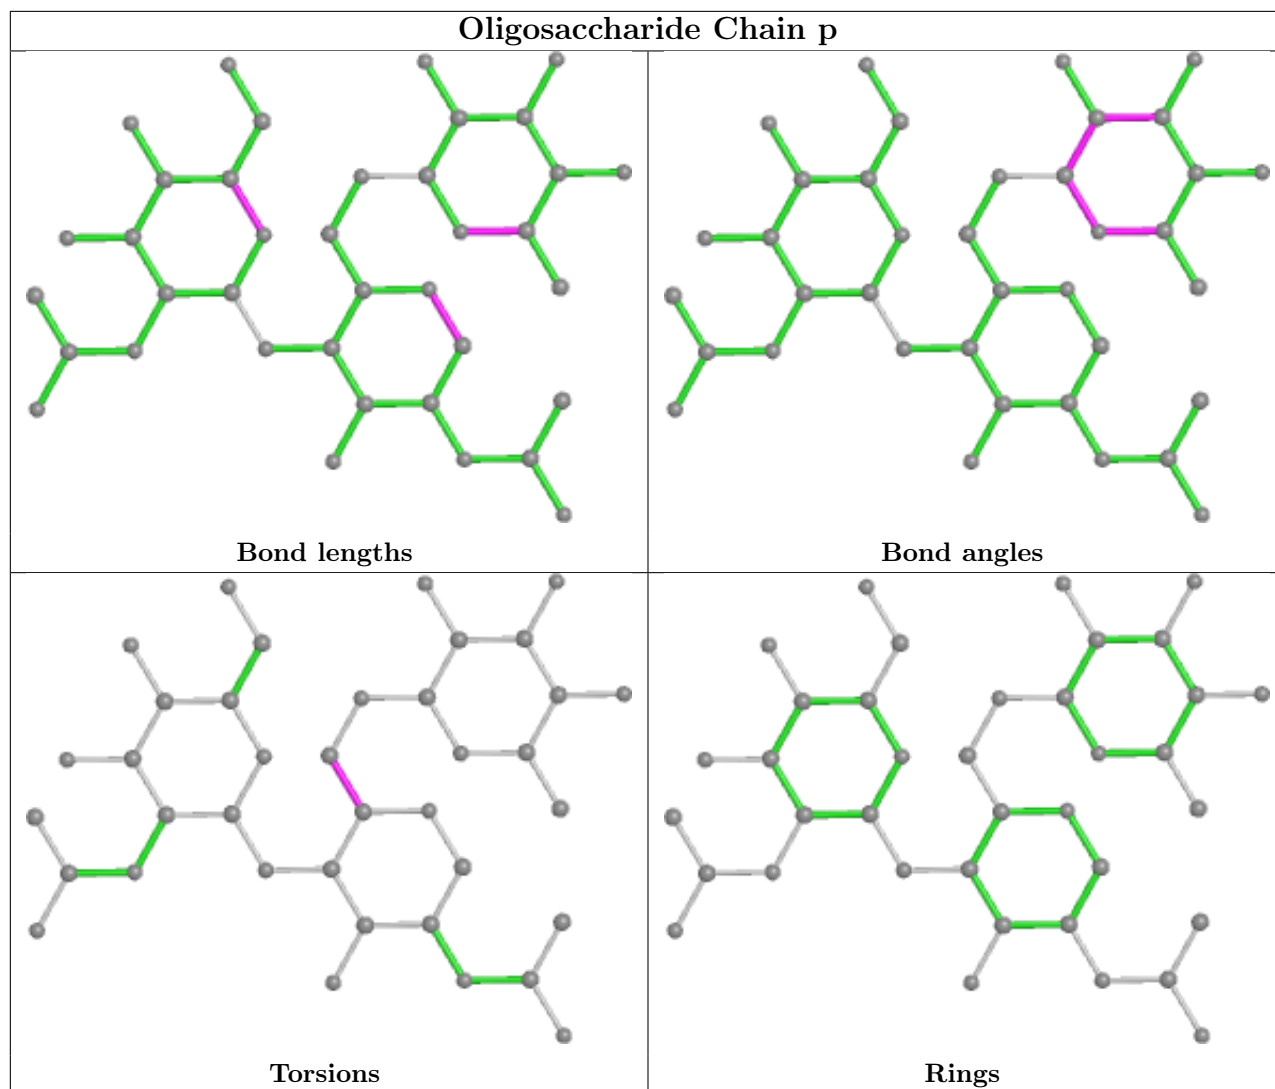 Oligosaccharide Chain p
Bond lengths
Bond angles
Torsions
Rings